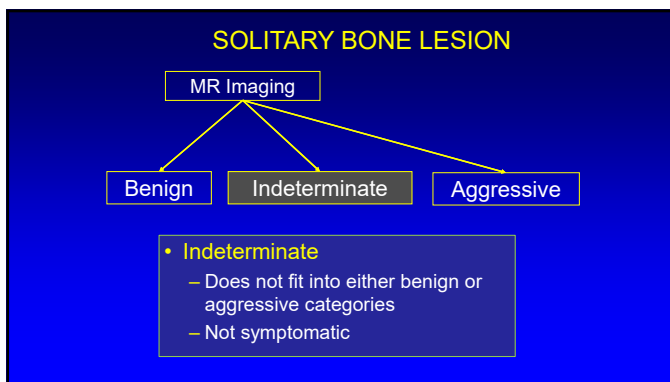 SOLITARY BONE LESION
MR Imaging
Benign
Indeterminate
Aggressive
• Indeterminate
– Does not fit into either benign or
aggressive categories
– Not symptomatic